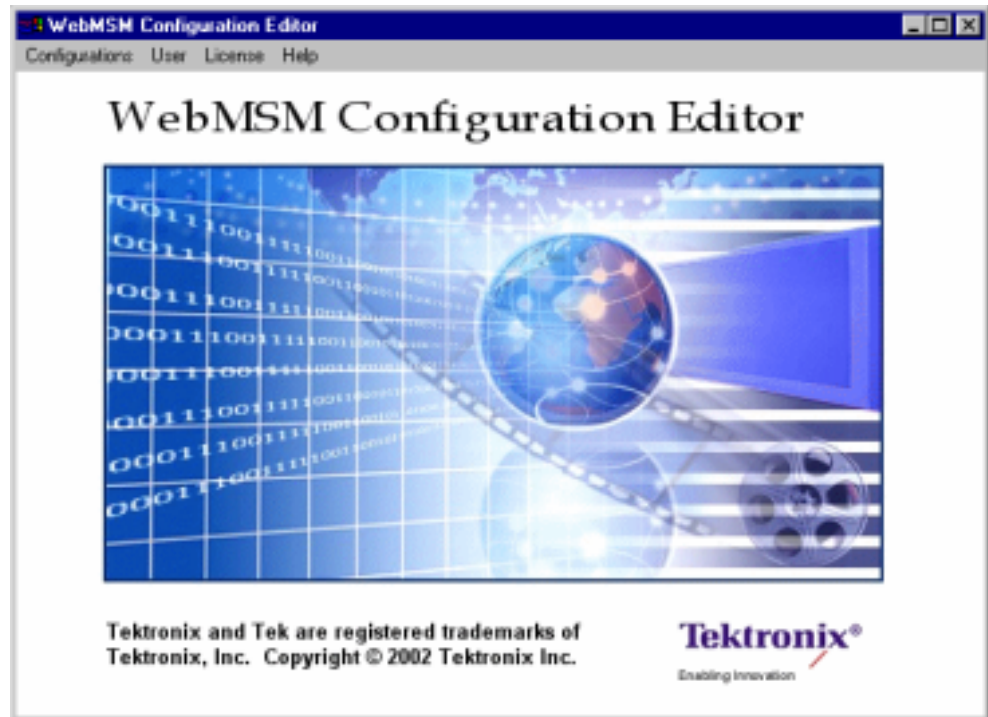 WebMSM Configuration Editor
Configurations User License Help
WebMSM Configuration Editor
Tektronix and Tek are registered trademarks of
Tektronix, Inc. Copyright © 2002 Tektronix Inc.
Tektronix®
Enabling Innovation